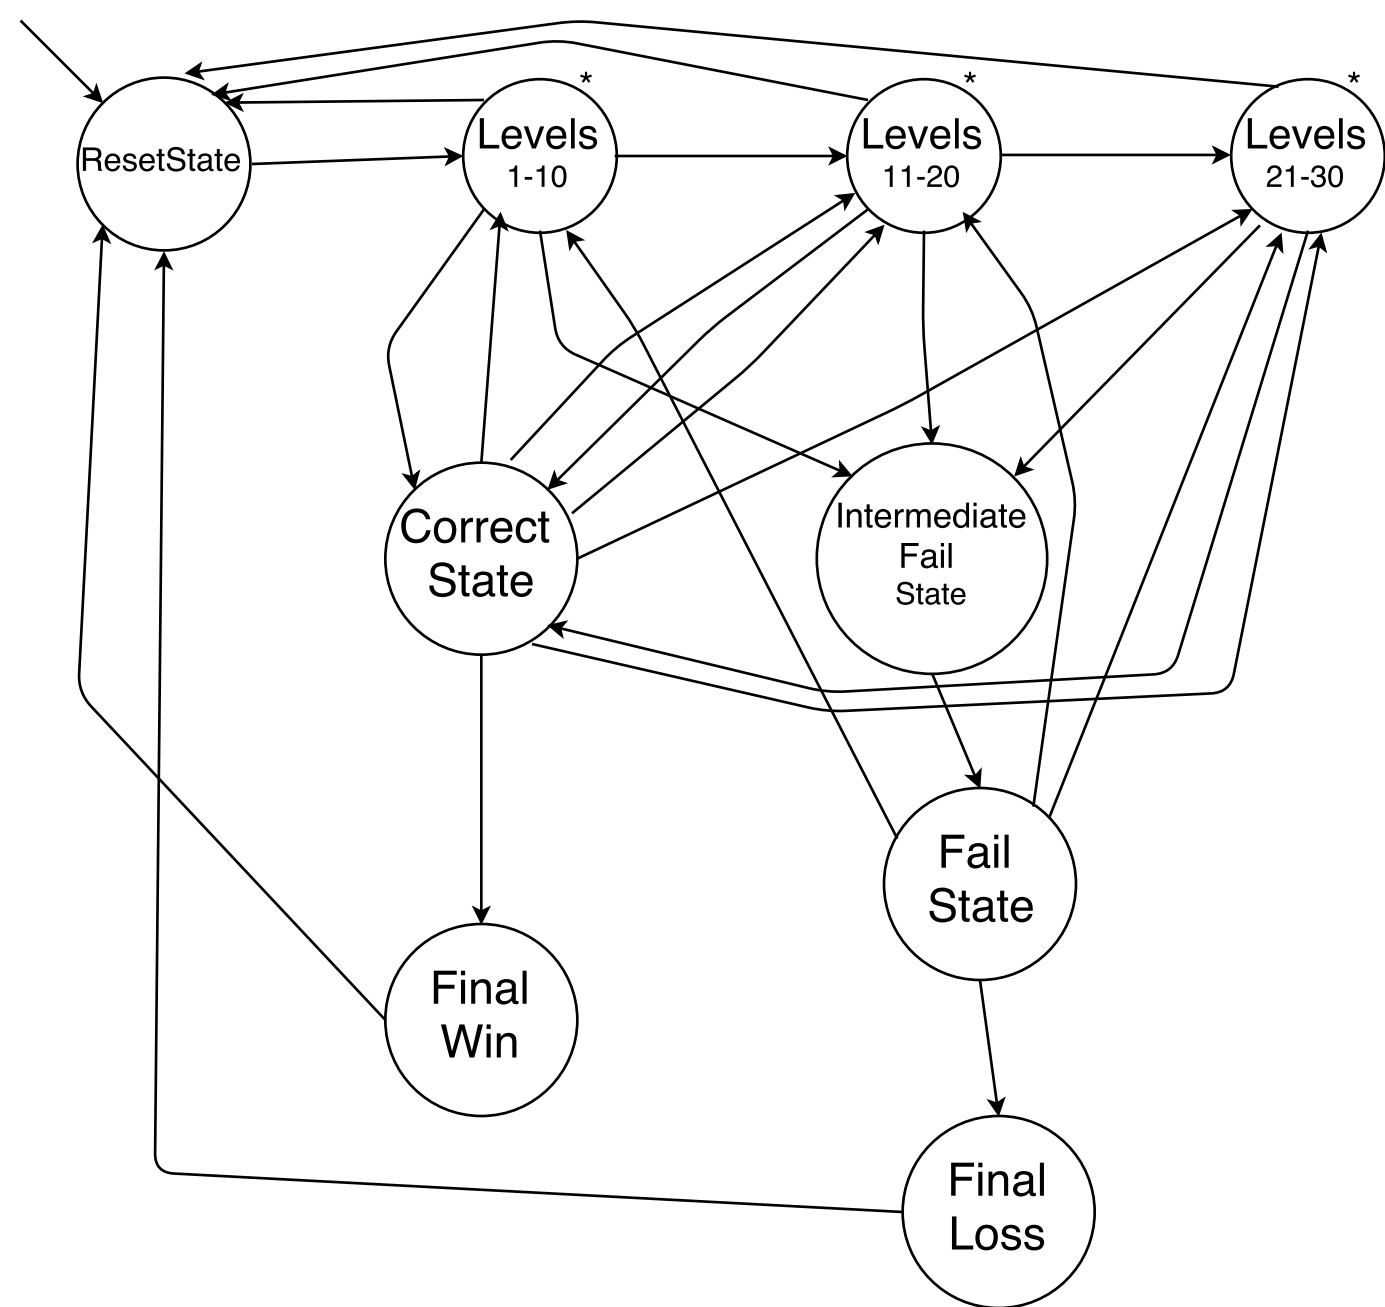 *
*
*
ResetState
Levels
1-10
Levels
11-20
Levels
21-30
Correct
State
Intermediate
Fail
State
Fail
State
Final
Win
Final
Loss